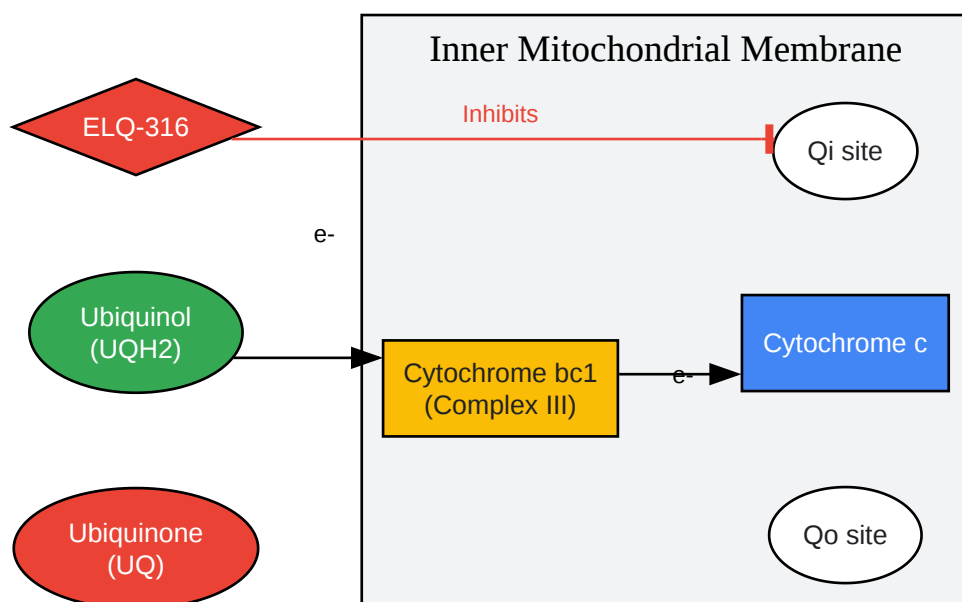 Inner Mitochondrial Membrane
ELQ-316
Inhibits
Qi site
e-
Ubiquinol
(UQH2)
Cytochrome bc1
(Complex III)
e-
Cytochrome c
Ubiquinone
(UQ)
Qo site